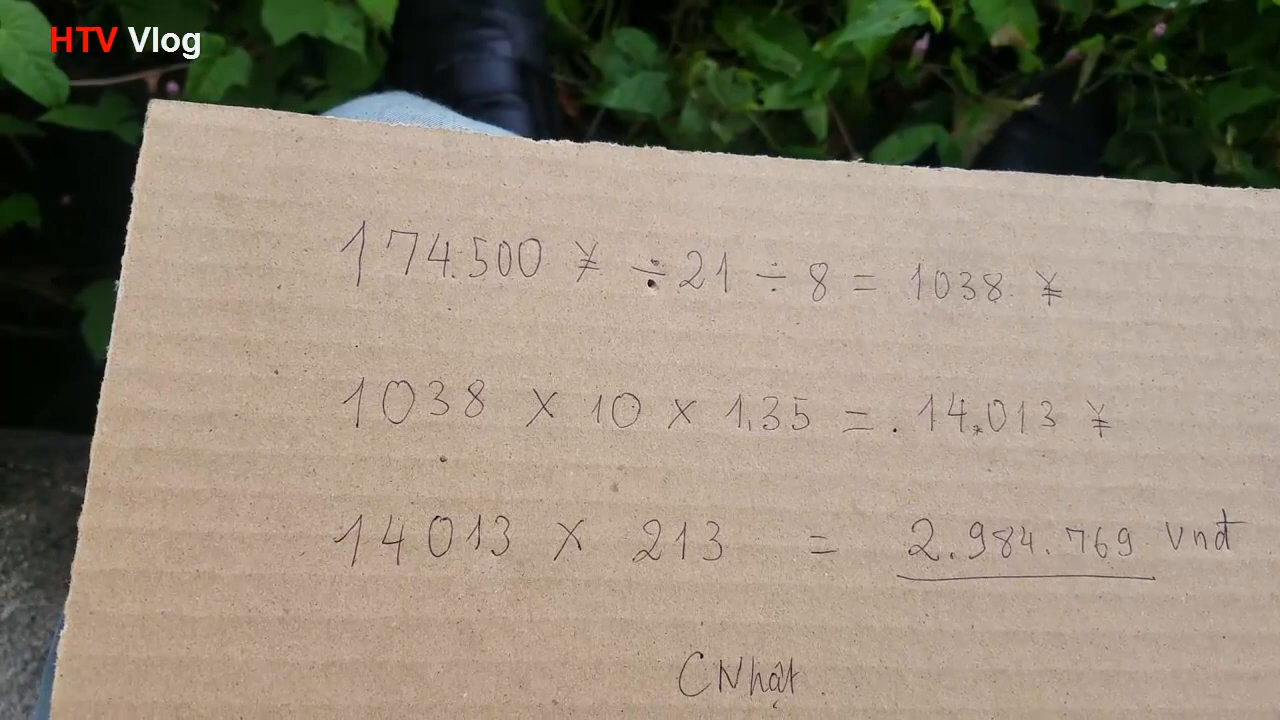 HTV Vlog
174.500 ¥ ÷ 21 ÷ 8 = 1038 ¥
1038 × 10 × 1,35 = 14.013 ¥
14013 × 213 = 2.984.769 vnđ
CNhật